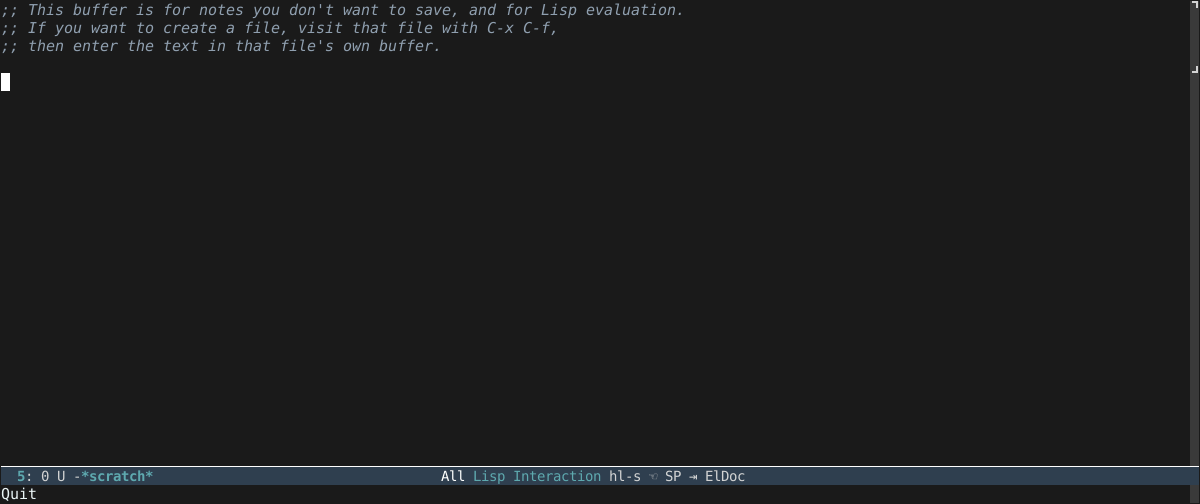 ;; This buffer is for notes you don't want to save, and for Lisp evaluation.
;; If you want to create a file, visit that file with C-x C-f,
;; then enter the text in that file's own buffer.
5: 0 U -*scratch* All Lisp Interaction hl-s ☜ SP ⇥ ElDoc
Quit